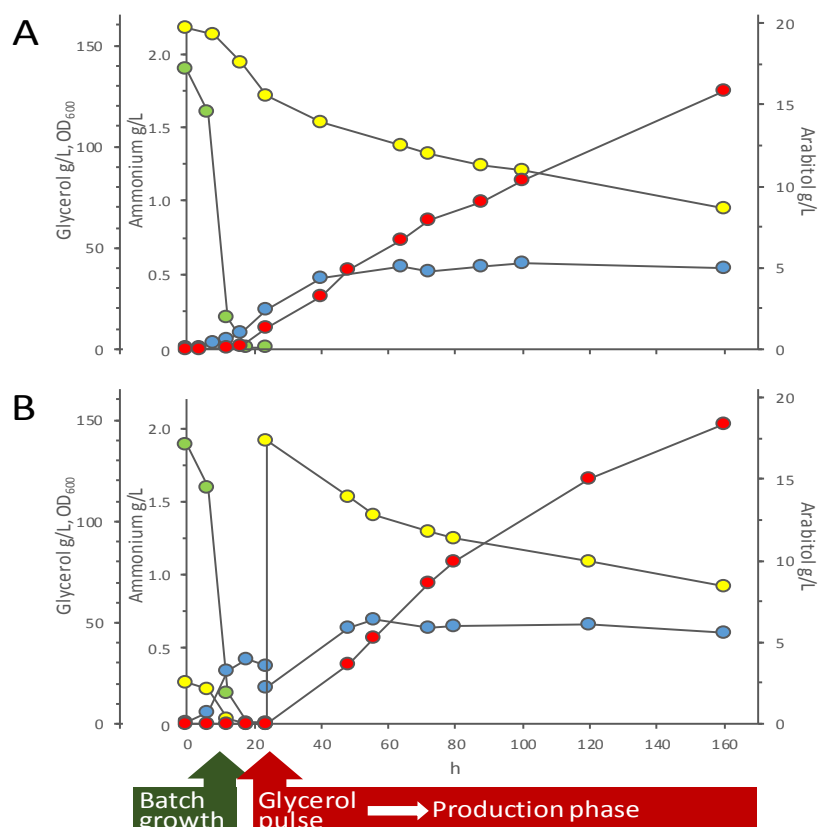 A
Glycerol g/L, OD600
150
100
50
0
Ammonium g/L
2.0
1.5
1.0
0.5
0
20
15
10
5
0
Arabitol g/L
B
Glycerol g/L, OD600
150
100
50
0
Ammonium g/L
2.0
1.5
1.0
0.5
0
20
15
10
5
0
Arabitol g/L
0 20 40 60 80 100 120 140 160
h
Batch growth
Glycerol pulse
Production phase